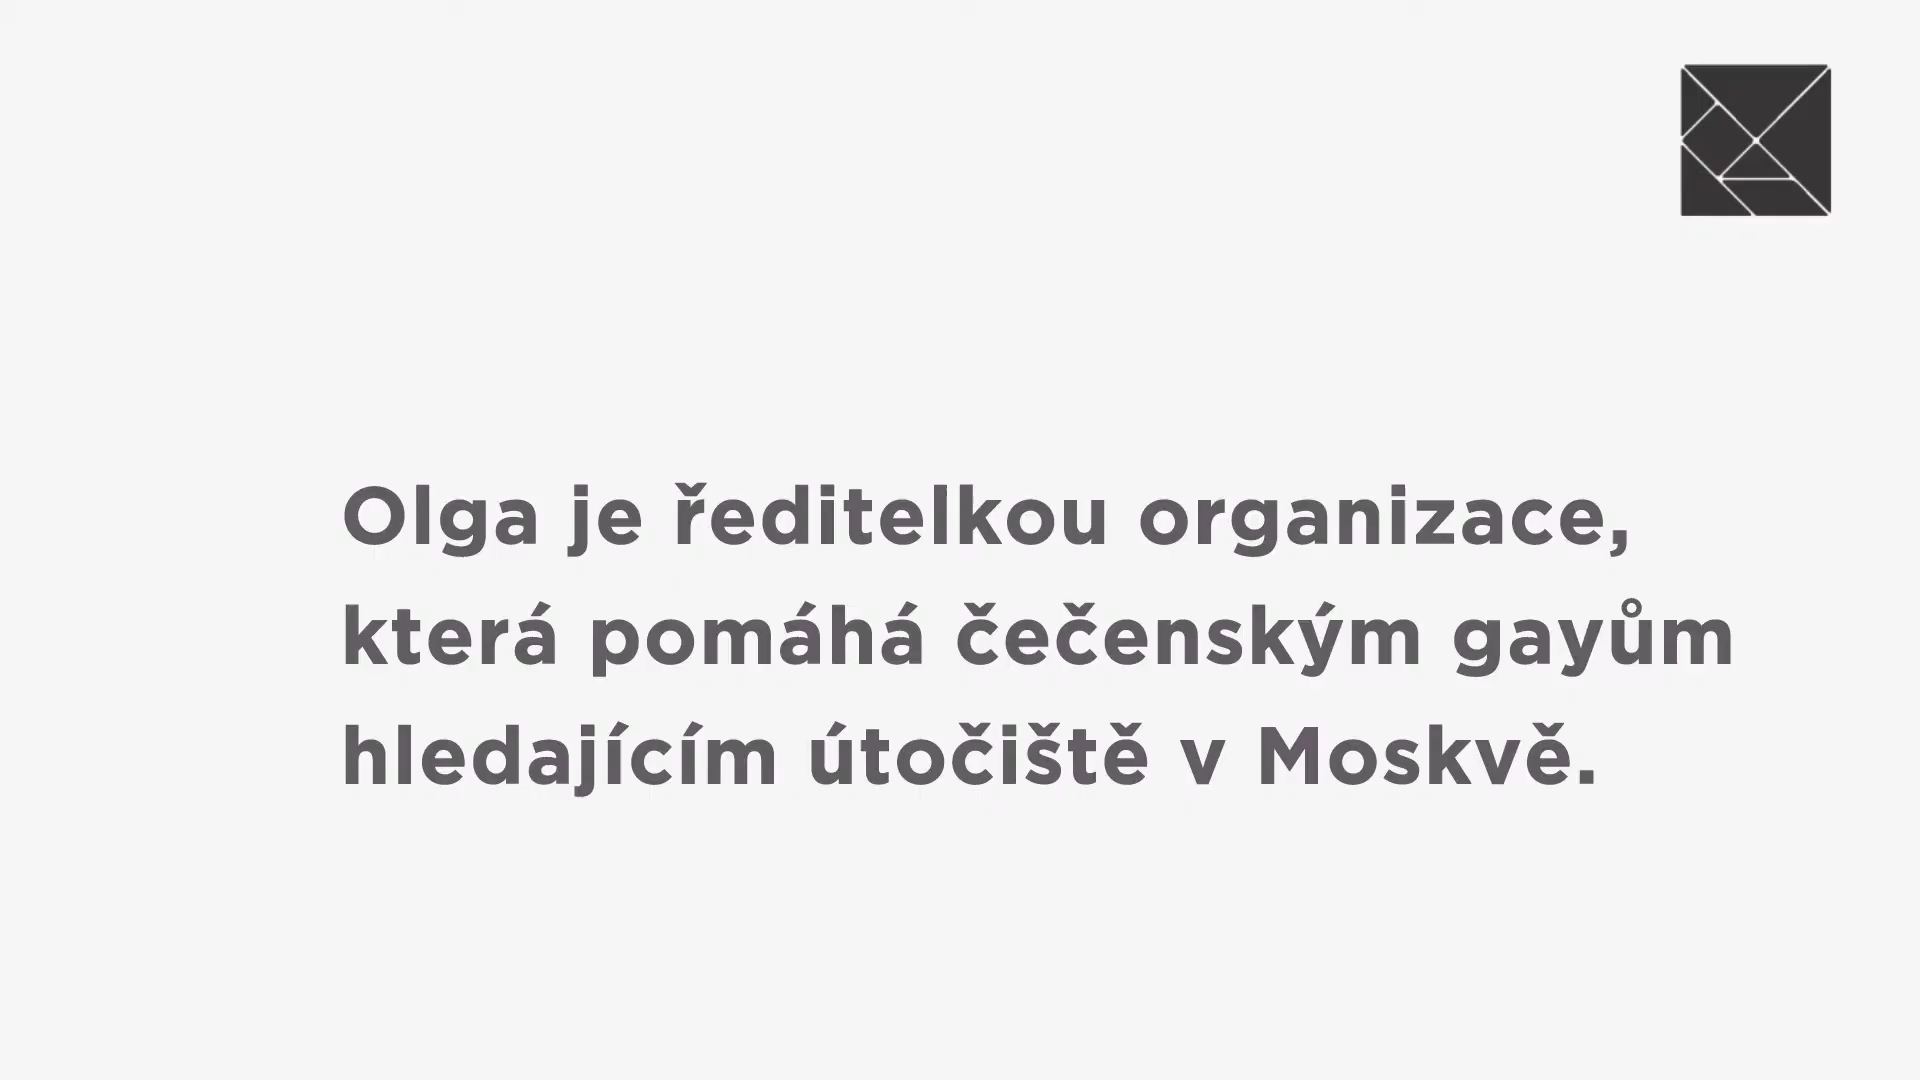 Olga je ředitelkou organizace,
která pomáhá čečenským gayům
hledajícím útočiště v Moskvě.